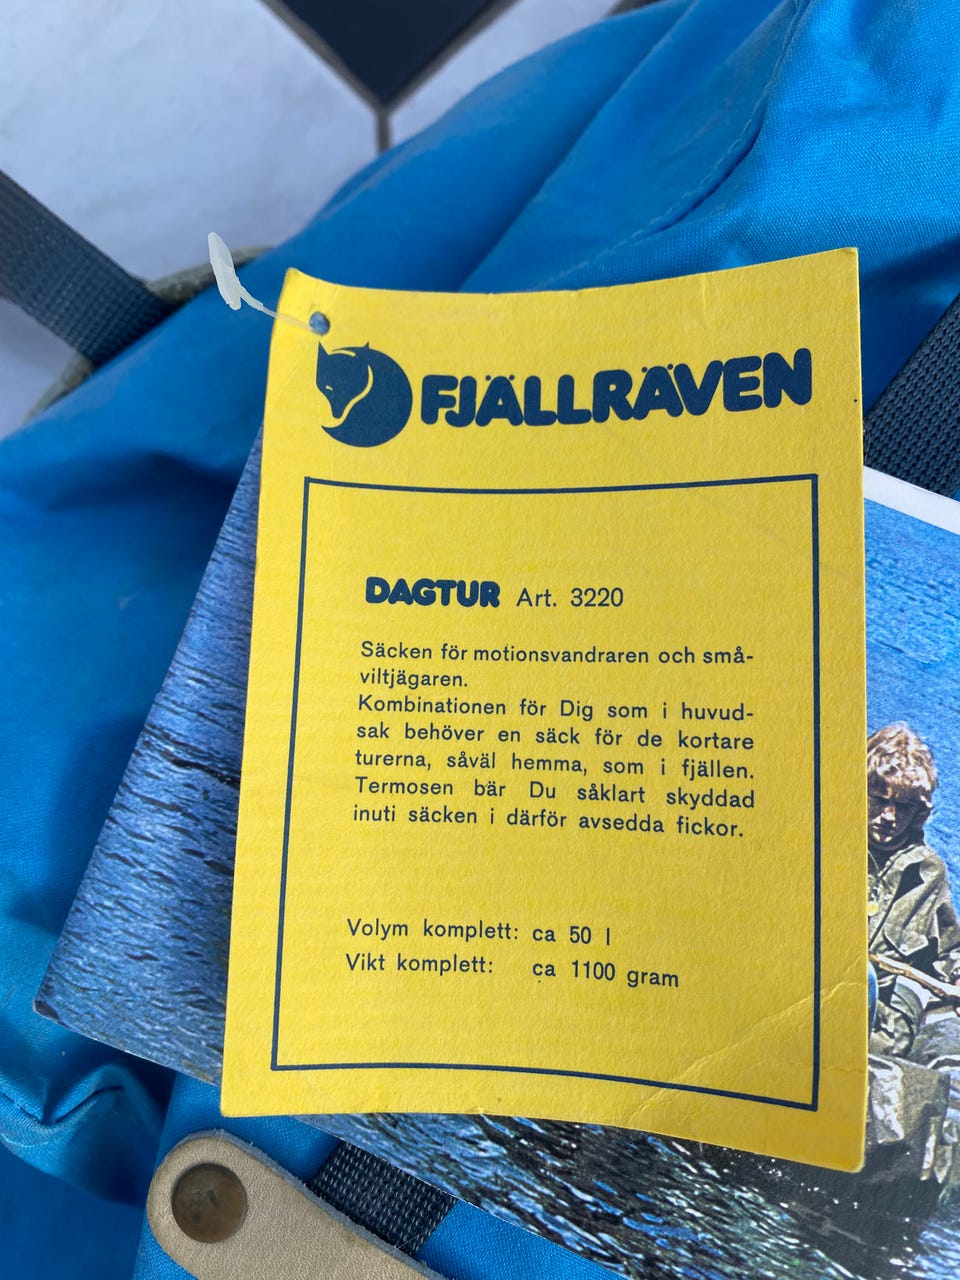 FJÄLLRÄVEN
DAGTUR Art. 3220
Säcken för motionsvandraren och små-
viltjägaren.
Kombinationen för Dig som i huvud-
sak behöver en säck för de kortare
turerna, såväl hemma, som i fjällen.
Termosen bär Du såklart skyddad
inuti säcken i därför avsedda fickor.
Volym komplett: ca 50 l
Vikt komplett: ca 1100 gram